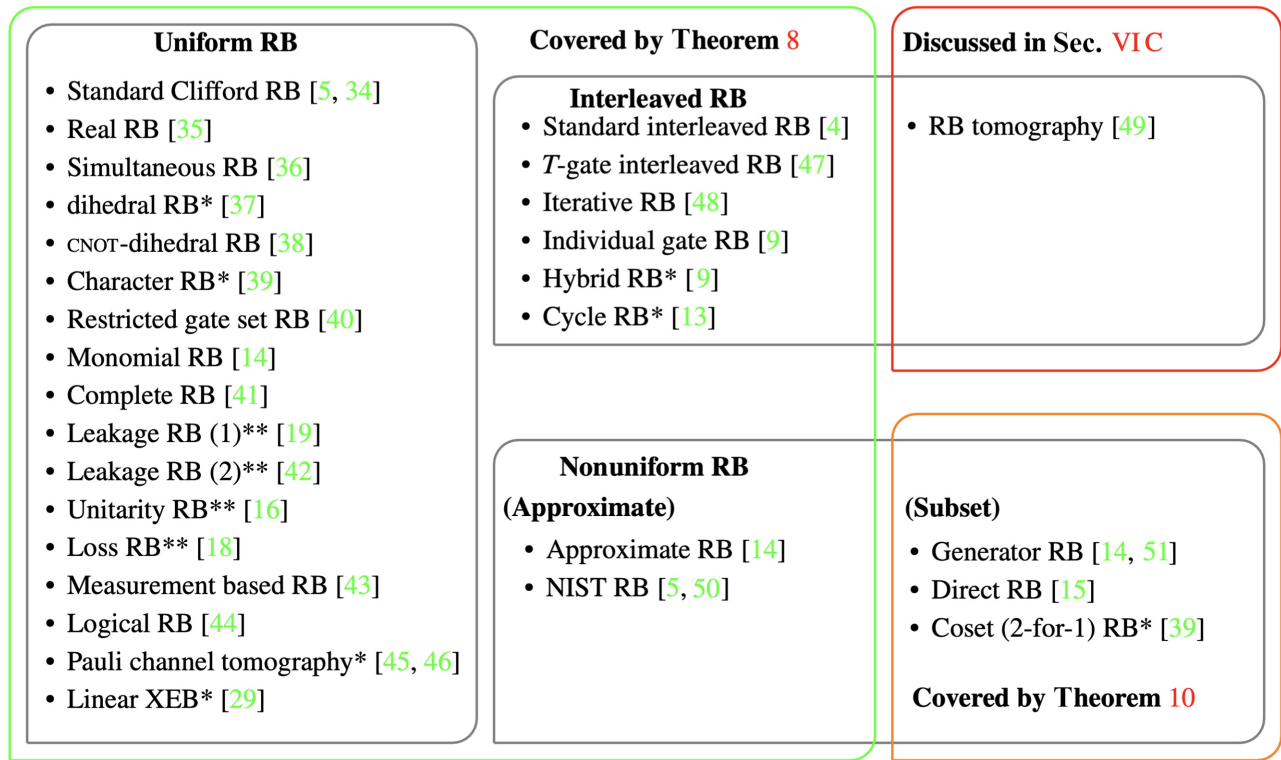 Uniform RB
• Standard Clifford RB [5, 34]
• Real RB [35]
• Simultaneous RB [36]
• dihedral RB* [37]
• CNOT-dihedral RB [38]
• Character RB* [39]
• Restricted gate set RB [40]
• Monomial RB [14]
• Complete RB [41]
• Leakage RB (1)** [19]
• Leakage RB (2)** [42]
• Unitarity RB** [16]
• Loss RB** [18]
• Measurement based RB [43]
• Logical RB [44]
• Pauli channel tomography* [45, 46]
• Linear XEB* [29]
Covered by Theorem 8
Interleaved RB
• Standard interleaved RB [4]
• T-gate interleaved RB [47]
• Iterative RB [48]
• Individual gate RB [9]
• Hybrid RB* [9]
• Cycle RB* [13]
Discussed in Sec. VI C
• RB tomography [49]
Nonuniform RB
(Approximate)
• Approximate RB [14]
• NIST RB [5, 50]
(Subset)
• Generator RB [14, 51]
• Direct RB [15]
• Coset (2-for-1) RB* [39]
Covered by Theorem 10